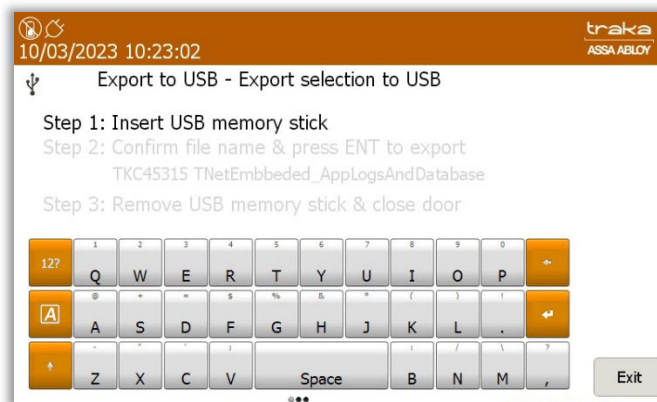 traka
10/03/2023 10:23:02
ASSA ABLOY
Export to USB - Export selection to USB
Step 1: Insert USB memory stick
Step 2: Confirm file name & press ENT to export
TKC45315 TNetEmbbeded_AppLogsAndDatabase
Step 3: Remove USB memory stick & close door
1 2 3 4 5 6 7 8 9 0
12? Q W E R T Y U I O P
@ + = $ % & * ( ) !
A A S D F G H J K L .
- " ' ; : / \ ?
Z X C V Space B N M ,
Exit